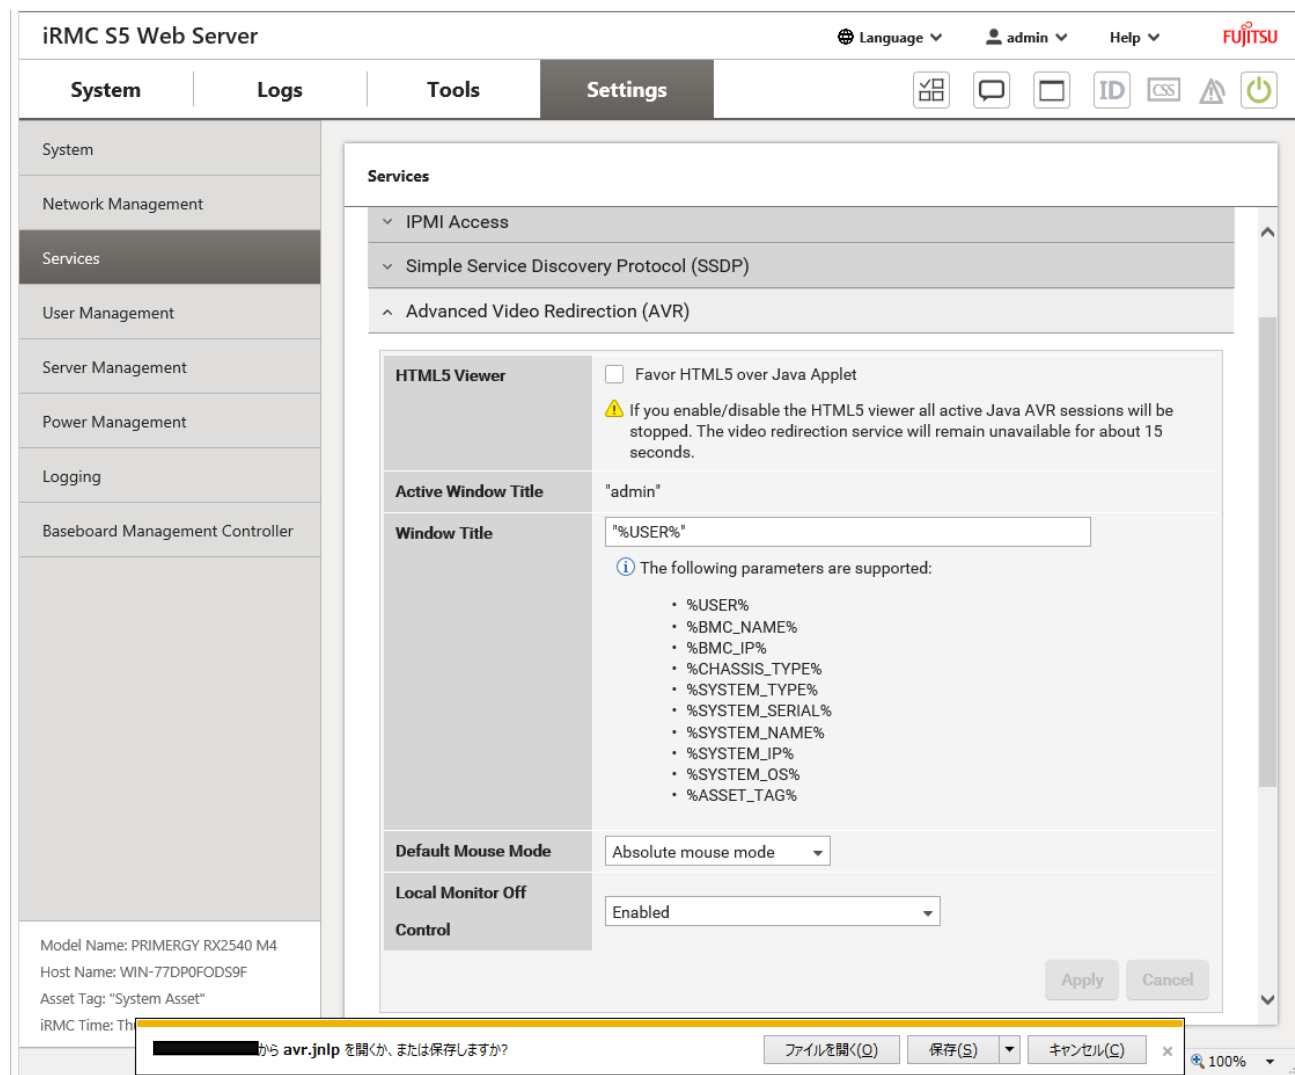 iRMC S5 Web Server
Language
admin
Help
FUJITSU
System
Logs
Tools
Settings
ID
CSS
System
Network Management
Services
User Management
Server Management
Power Management
Logging
Baseboard Management Controller
Services
IPMI Access
Simple Service Discovery Protocol (SSDP)
Advanced Video Redirection (AVR)
HTML5 Viewer
Favor HTML5 over Java Applet
If you enable/disable the HTML5 viewer all active Java AVR sessions will be
stopped. The video redirection service will remain unavailable for about 15
seconds.
Active Window Title
"admin"
Window Title
"%USER%"
The following parameters are supported:
• %USER%
• %BMC_NAME%
• %BMC_IP%
• %CHASSIS_TYPE%
• %SYSTEM_TYPE%
• %SYSTEM_SERIAL%
• %SYSTEM_NAME%
• %SYSTEM_IP%
• %SYSTEM_OS%
• %ASSET_TAG%
Default Mouse Mode
Absolute mouse mode
Local Monitor Off
Control
Enabled
Apply
Cancel
Model Name: PRIMERGY RX2540 M4
Host Name: WIN-77DP0FODS9F
Asset Tag: "System Asset"
iRMC Time:
から avr.jnlp を開くか、または保存しますか?
ファイルを開く(O)
保存(S)
キャンセル(C)
×
100%